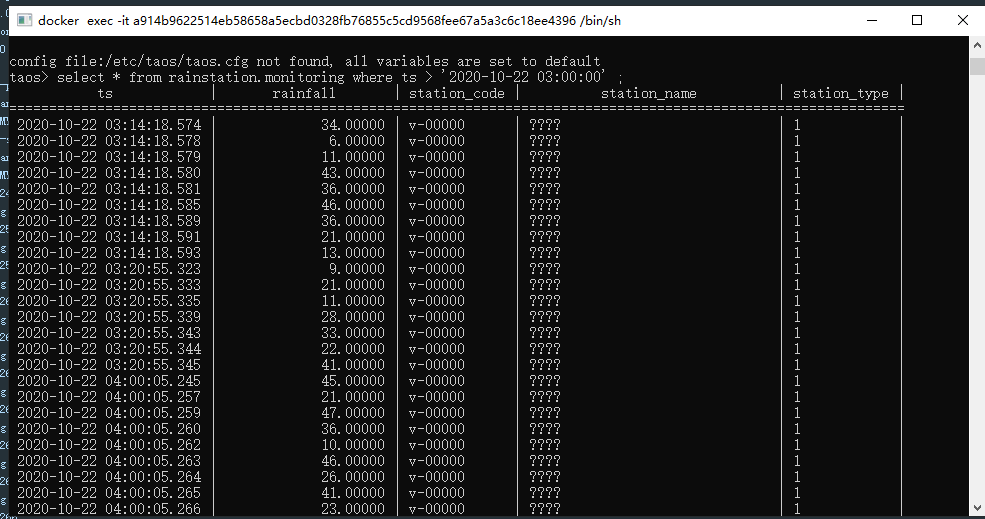 docker exec -it a914b9622514eb58658a5ecbd0328fb76855c5cd9568fee67a5a3c6c18ee4396 /bin/sh
config file:/etc/taos/taos.cfg not found, all variables are set to default
taos> select * from rainstation.monitoring where ts > '2020-10-22 03:00:00' ;
ts | rainfall | station_code | station_name | station_type |
================================================================================================================
2020-10-22 03:14:18.574 | 34.00000 | v-00000 | ???? | 1 |
2020-10-22 03:14:18.578 | 6.00000 | v-00000 | ???? | 1 |
2020-10-22 03:14:18.579 | 11.00000 | v-00000 | ???? | 1 |
2020-10-22 03:14:18.580 | 43.00000 | v-00000 | ???? | 1 |
2020-10-22 03:14:18.581 | 36.00000 | v-00000 | ???? | 1 |
2020-10-22 03:14:18.585 | 46.00000 | v-00000 | ???? | 1 |
2020-10-22 03:14:18.589 | 36.00000 | v-00000 | ???? | 1 |
2020-10-22 03:14:18.591 | 21.00000 | v-00000 | ???? | 1 |
2020-10-22 03:14:18.593 | 13.00000 | v-00000 | ???? | 1 |
2020-10-22 03:20:55.323 | 9.00000 | v-00000 | ???? | 1 |
2020-10-22 03:20:55.333 | 21.00000 | v-00000 | ???? | 1 |
2020-10-22 03:20:55.335 | 11.00000 | v-00000 | ???? | 1 |
2020-10-22 03:20:55.339 | 28.00000 | v-00000 | ???? | 1 |
2020-10-22 03:20:55.343 | 33.00000 | v-00000 | ???? | 1 |
2020-10-22 03:20:55.344 | 22.00000 | v-00000 | ???? | 1 |
2020-10-22 03:20:55.345 | 41.00000 | v-00000 | ???? | 1 |
2020-10-22 04:00:05.245 | 45.00000 | v-00000 | ???? | 1 |
2020-10-22 04:00:05.257 | 21.00000 | v-00000 | ???? | 1 |
2020-10-22 04:00:05.259 | 47.00000 | v-00000 | ???? | 1 |
2020-10-22 04:00:05.260 | 36.00000 | v-00000 | ???? | 1 |
2020-10-22 04:00:05.262 | 10.00000 | v-00000 | ???? | 1 |
2020-10-22 04:00:05.263 | 46.00000 | v-00000 | ???? | 1 |
2020-10-22 04:00:05.264 | 26.00000 | v-00000 | ???? | 1 |
2020-10-22 04:00:05.265 | 41.00000 | v-00000 | ???? | 1 |
2020-10-22 04:00:05.266 | 23.00000 | v-00000 | ???? | 1 |